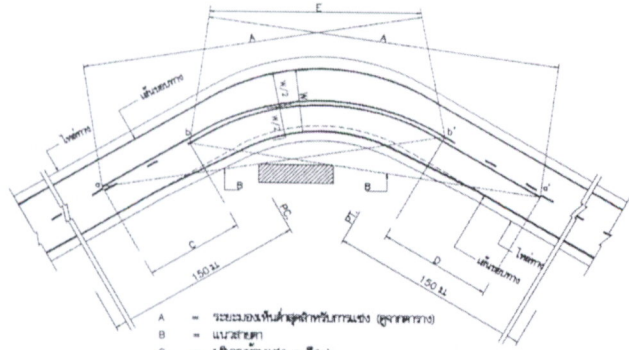 E
A
A
W/2
W
W/2
เส้นขอบทาง
ไหล่ทาง
b
b'
a
a'
B
B
PC.
PT.
C
D
ไหล่ทาง
เส้นขอบทาง
150 ม
150 ม
A = ระยะมองเห็นต่ำสุดสำหรับการแซง (ดูจากตาราง)
B = แนวสายตา